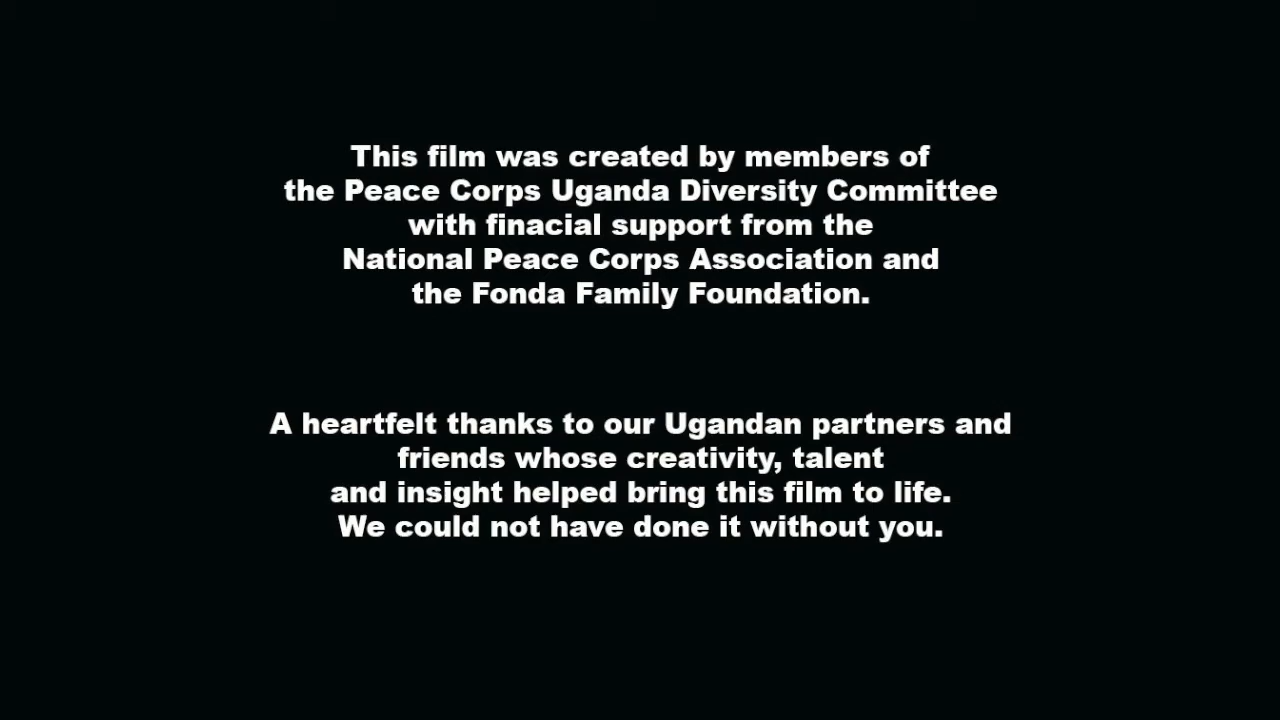 This film was created by members of
the Peace Corps Uganda Diversity Committee
with finacial support from the
National Peace Corps Association and
the Fonda Family Foundation.
A heartfelt thanks to our Ugandan partners and
friends whose creativity, talent
and insight helped bring this film to life.
We could not have done it without you.